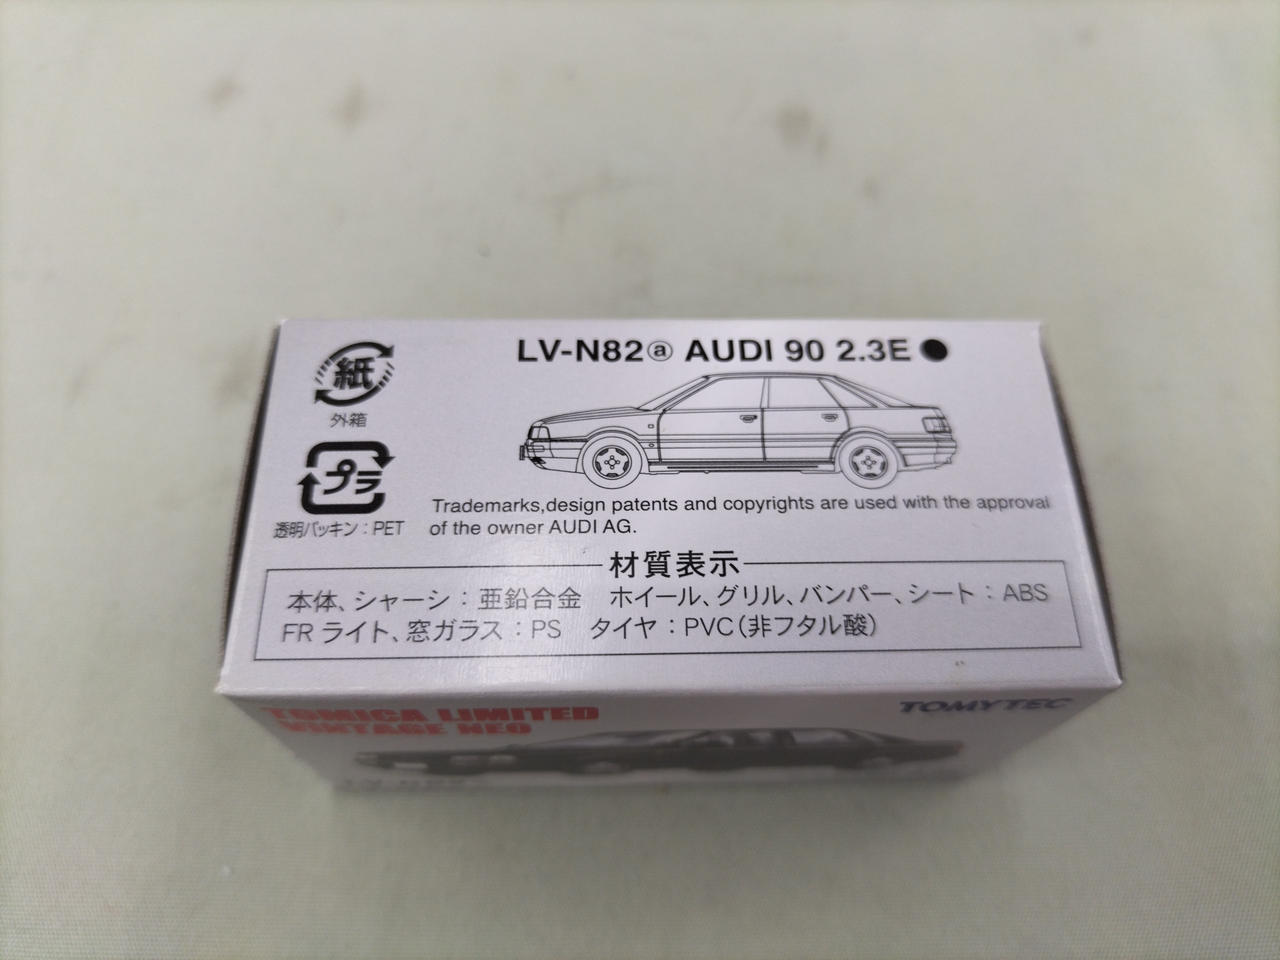 LV-N82ⓐ AUDI 90 2.3E ●
紙
外箱
プラ
透明パッキン：PET
Trademarks,design patents and copyrights are used with the approval
of the owner AUDI AG.
材質表示
本体、シャーシ：亜鉛合金 ホイール、グリル、バンパー、シート：ABS
FRライト、窓ガラス：PS タイヤ：PVC（非フタル酸）
TOMICA LIMITED
VINTAGE NEO
TOMYTEC